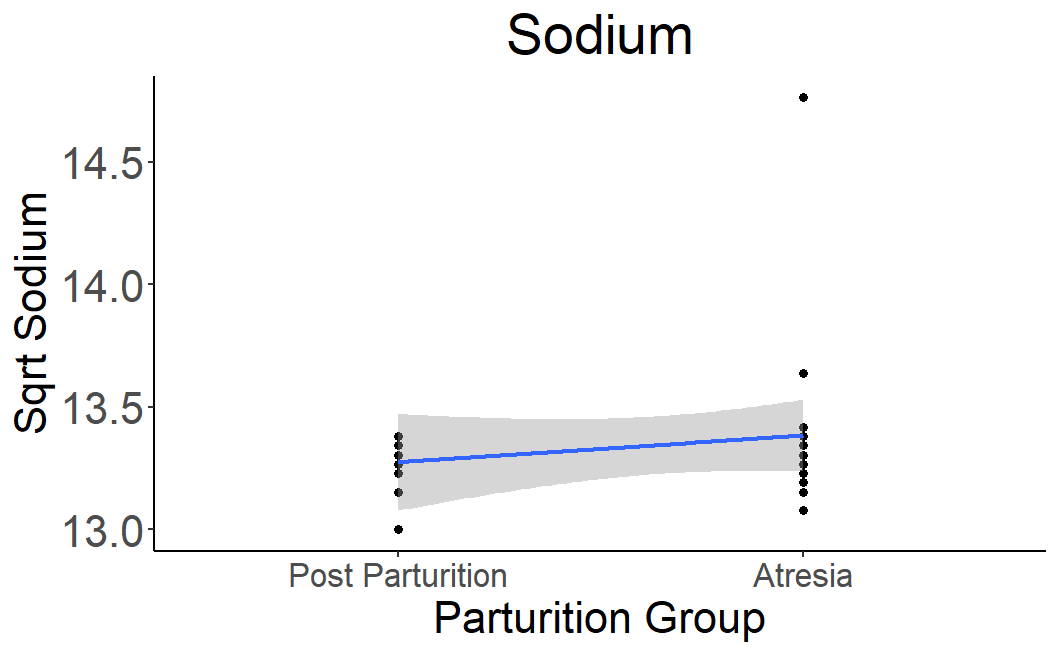 Sodium
Sqrt Sodium
14.5
14.0
13.5
13.0
Post Parturition
Atresia
Parturition Group